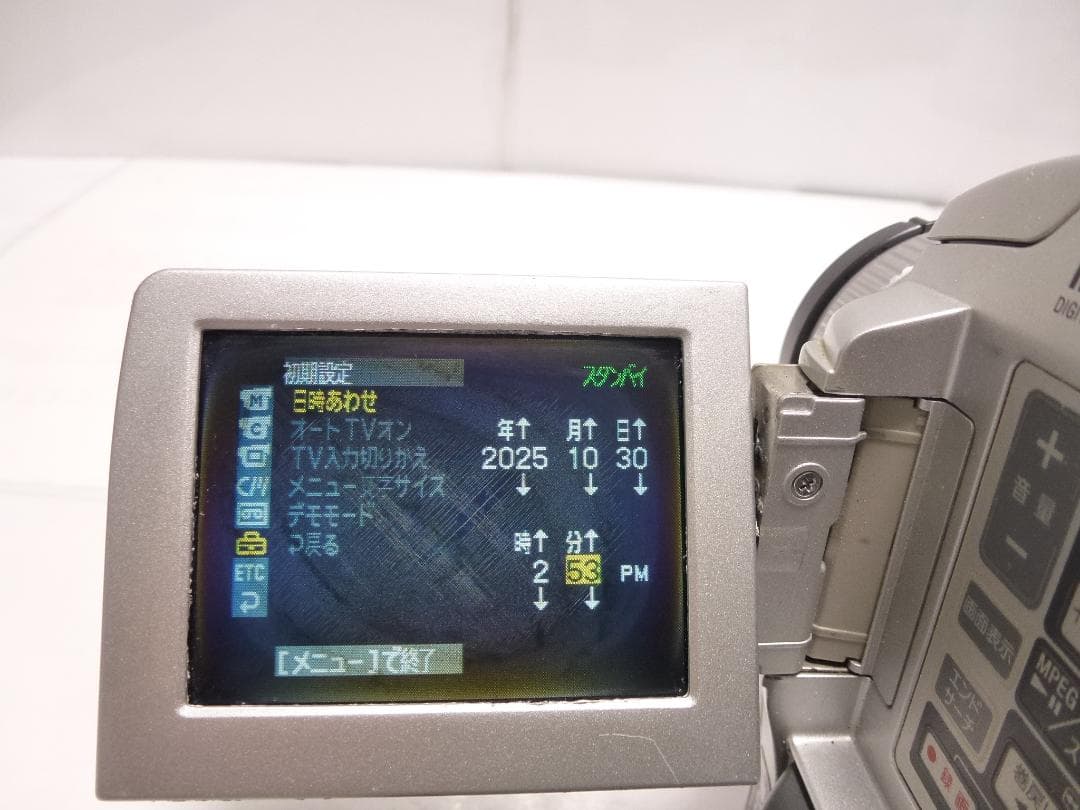 初期設定 スタンバイ
M
日時あわせ
オートTVオン 年↑ 月↑ 日↑
TV入力切りかえ 2025 10 30
メニュー文字サイズ ↓ ↓ ↓
デモモード
⊃戻る 時↑ 分↑
ETC 2 53 PM
↓ ↓
[メニュー]で終了
DIGI
+
音量
−
画面表示
MPEG
エンド
サーチ
録画